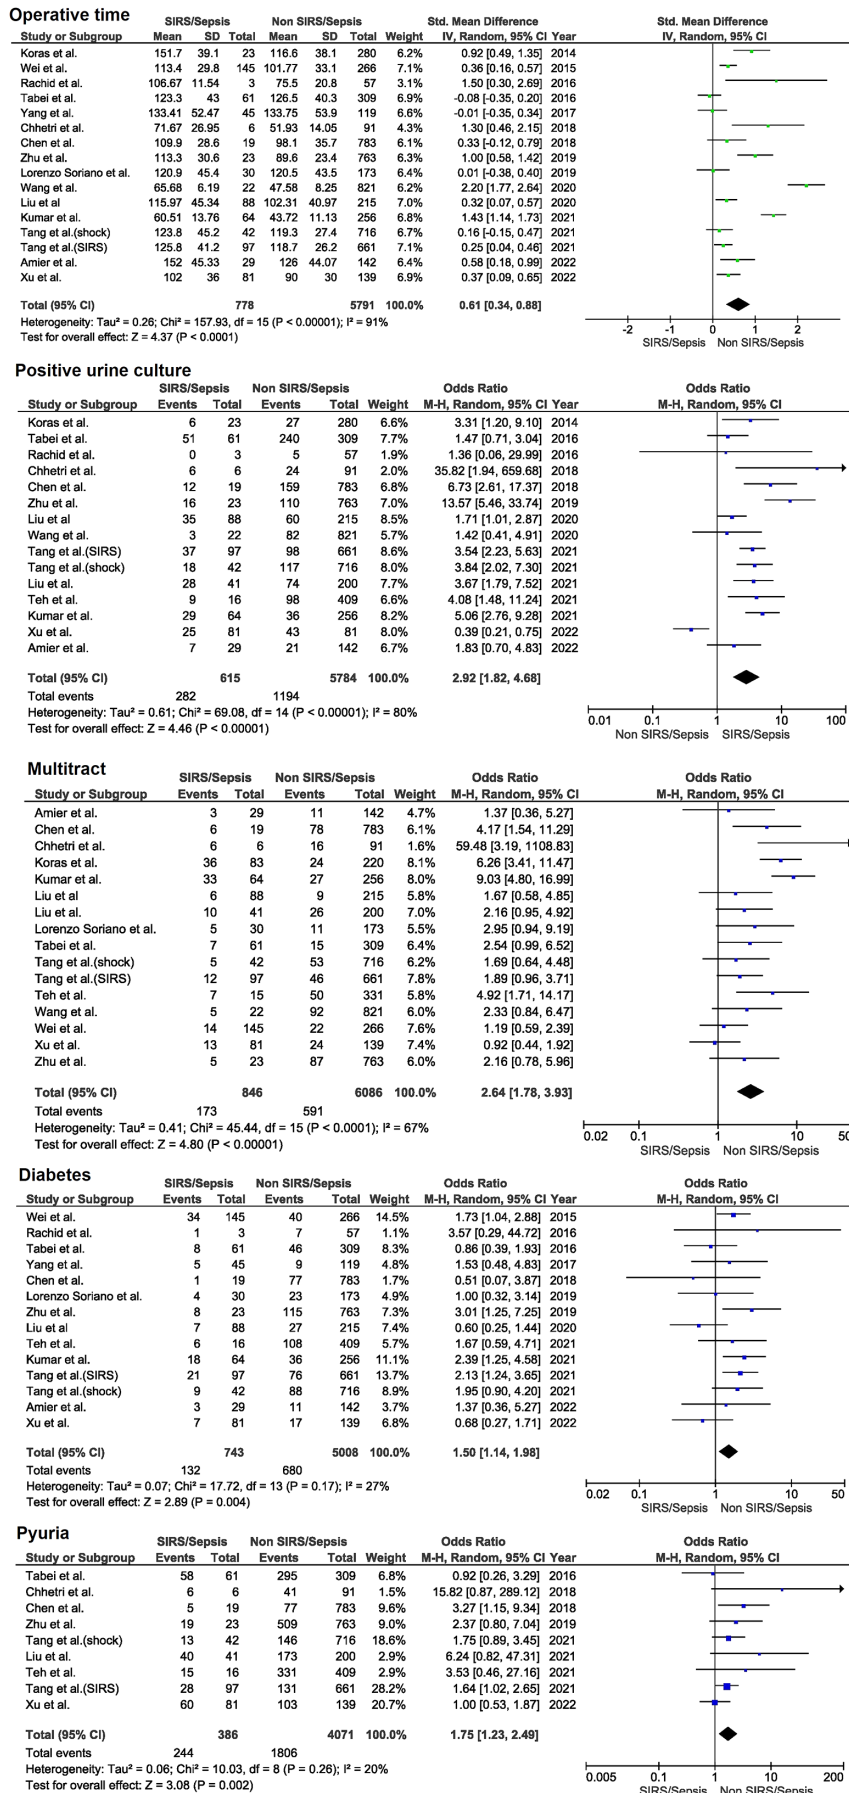 Operative time
SIRS/Sepsis Non SIRS/Sepsis Std. Mean Difference Std. Mean Difference
Study or Subgroup Mean SD Total Mean SD Total Weight IV, Random, 95% CI Year IV, Random, 95% CI
Koras et al. 151.7 39.1 23 116.6 38.1 280 6.2% 0.92 [0.49, 1.35] 2014
Wei et al. 113.4 29.8 145 101.77 33.1 266 7.1% 0.36 [0.16, 0.57] 2015
Rachid et al. 106.67 11.54 3 75.5 20.8 57 3.1% 1.50 [0.30, 2.69] 2016
Tabei et al. 123.3 43 61 126.5 40.3 309 6.9% -0.08 [-0.35, 0.20] 2016
Yang et al. 133.41 52.47 45 133.75 53.9 119 6.6% -0.01 [-0.35, 0.34] 2017
Chhetri et al. 71.67 26.95 6 51.93 14.05 91 4.6% 1.30 [0.46, 2.15] 2018
Chen et al. 109.9 28.6 19 98.1 35.7 783 6.2% 0.33 [-0.12, 0.79] 2018
Zhu et al. 113.3 30.6 23 89.6 23.4 763 6.3% 1.00 [0.58, 1.42] 2019
Lorenzo Soriano et al. 120.9 45.4 30 120.5 43.5 173 6.4% 0.01 [-0.38, 0.40] 2019
Wang et al. 65.68 6.19 22 47.58 8.25 821 6.2% 2.20 [1.77, 2.64] 2020
Liu et al 115.97 45.34 88 102.31 40.97 215 6.9% 0.32 [0.07, 0.57] 2020
Kumar et al. 60.51 13.76 64 43.72 11.13 256 6.8% 1.43 [1.14, 1.73] 2021
Tang et al.(shock) 123.8 45.2 42 119.3 27.4 716 6.7% 0.16 [-0.15, 0.47] 2021
Tang et al.(SIRS) 125.8 41.2 97 118.7 26.2 661 7.1% 0.25 [0.04, 0.46] 2021
Amier et al. 152 45.33 29 126 44.07 142 6.3% 0.58 [0.18, 0.99] 2022
Xu et al. 102 36 81 90 30 139 6.9% 0.37 [0.09, 0.65] 2022
Total (95% CI) 778 5791 100.0% 0.61 [0.34, 0.88]
Heterogeneity: Tau² = 0.26; Chi² = 157.93, df = 15 (P < 0.00001); I² = 91%
Test for overall effect: Z = 4.37 (P < 0.0001)
-2 -1 0 1 2
SIRS/Sepsis Non SIRS/Sepsis
Positive urine culture
SIRS/Sepsis Non SIRS/Sepsis Odds Ratio Odds Ratio
Study or Subgroup Events Total Events Total Weight M-H, Random, 95% CI Year M-H, Random, 95% CI
Koras et al. 6 23 27 280 6.6% 3.31 [1.20, 9.10] 2014
Tabei et al. 51 61 240 309 7.7% 1.47 [0.71, 3.04] 2016
Rachid et al. 0 3 5 57 1.9% 1.36 [0.06, 29.99] 2016
Chhetri et al. 6 6 24 91 2.0% 35.82 [1.94, 659.68] 2018
Chen et al. 12 19 159 783 6.8% 6.73 [2.61, 17.37] 2018
Zhu et al. 16 23 110 763 7.0% 13.57 [5.46, 33.74] 2019
Liu et al 35 88 60 215 8.5% 1.71 [1.01, 2.87] 2020
Wang et al. 3 22 82 821 5.7% 1.42 [0.41, 4.91] 2020
Tang et al.(SIRS) 37 97 98 661 8.6% 3.54 [2.23, 5.63] 2021
Tang et al.(shock) 18 42 117 716 8.0% 3.84 [2.02, 7.30] 2021
Liu et al. 28 41 74 200 7.7% 3.67 [1.79, 7.52] 2021
Teh et al. 9 16 98 409 6.6% 4.08 [1.48, 11.24] 2021
Kumar et al. 29 64 36 256 8.2% 5.06 [2.76, 9.28] 2021
Xu et al. 25 81 43 81 8.0% 0.39 [0.21, 0.75] 2022
Amier et al. 7 29 21 142 6.7% 1.83 [0.70, 4.83] 2022
Total (95% CI) 615 5784 100.0% 2.92 [1.82, 4.68]
Total events 282 1194
Heterogeneity: Tau² = 0.61; Chi² = 69.08, df = 14 (P < 0.00001); I² = 80%
Test for overall effect: Z = 4.46 (P < 0.00001)
0.01 0.1 1 10 100
Non SIRS/Sepsis SIRS/Sepsis
Multitract
SIRS/Sepsis Non SIRS/Sepsis Odds Ratio Odds Ratio
Study or Subgroup Events Total Events Total Weight M-H, Random, 95% CI M-H, Random, 95% CI
Amier et al. 3 29 11 142 4.7% 1.37 [0.36, 5.27]
Chen et al. 6 19 78 783 6.1% 4.17 [1.54, 11.29]
Chhetri et al. 6 6 16 91 1.6% 59.48 [3.19, 1108.83]
Koras et al. 36 83 24 220 8.1% 6.26 [3.41, 11.47]
Kumar et al. 33 64 27 256 8.0% 9.03 [4.80, 16.99]
Liu et al 6 88 9 215 5.8% 1.67 [0.58, 4.85]
Liu et al. 10 41 26 200 7.0% 2.16 [0.95, 4.92]
Lorenzo Soriano et al. 5 30 11 173 5.5% 2.95 [0.94, 9.19]
Tabei et al. 7 61 15 309 6.4% 2.54 [0.99, 6.52]
Tang et al.(shock) 5 42 53 716 6.2% 1.69 [0.64, 4.48]
Tang et al.(SIRS) 12 97 46 661 7.8% 1.89 [0.96, 3.71]
Teh et al. 7 15 50 331 5.8% 4.92 [1.71, 14.17]
Wang et al. 5 22 92 821 6.0% 2.33 [0.84, 6.47]
Wei et al. 14 145 22 266 7.6% 1.19 [0.59, 2.39]
Xu et al. 13 81 24 139 7.4% 0.92 [0.44, 1.92]
Zhu et al. 5 23 87 763 6.0% 2.16 [0.78, 5.96]
Total (95% CI) 846 6086 100.0% 2.64 [1.78, 3.93]
Total events 173 591
Heterogeneity: Tau² = 0.41; Chi² = 45.44, df = 15 (P < 0.0001); I² = 67%
Test for overall effect: Z = 4.80 (P < 0.00001)
0.02 0.1 1 10 50
SIRS/Sepsis Non SIRS/Sepsis
Diabetes
SIRS/Sepsis Non SIRS/Sepsis Odds Ratio Odds Ratio
Study or Subgroup Events Total Events Total Weight M-H, Random, 95% CI Year M-H, Random, 95% CI
Wei et al. 34 145 40 266 14.5% 1.73 [1.04, 2.88] 2015
Rachid et al. 1 3 7 57 1.1% 3.57 [0.29, 44.72] 2016
Tabei et al. 8 61 46 309 8.3% 0.86 [0.39, 1.93] 2016
Yang et al. 5 45 9 119 4.8% 1.53 [0.48, 4.83] 2017
Chen et al. 1 19 77 783 1.7% 0.51 [0.07, 3.87] 2018
Lorenzo Soriano et al. 4 30 23 173 4.9% 1.00 [0.32, 3.14] 2019
Zhu et al. 8 23 115 763 7.3% 3.01 [1.25, 7.25] 2019
Liu et al 7 88 27 215 7.4% 0.60 [0.25, 1.44] 2020
Teh et al. 6 16 108 409 5.7% 1.67 [0.59, 4.71] 2021
Kumar et al. 18 64 36 256 11.1% 2.39 [1.25, 4.58] 2021
Tang et al.(SIRS) 21 97 76 661 13.7% 2.13 [1.24, 3.65] 2021
Tang et al.(shock) 9 42 88 716 8.9% 1.95 [0.90, 4.20] 2021
Amier et al. 3 29 11 142 3.7% 1.37 [0.36, 5.27] 2022
Xu et al. 7 81 17 139 6.8% 0.68 [0.27, 1.71] 2022
Total (95% CI) 743 5008 100.0% 1.50 [1.14, 1.98]
Total events 132 680
Heterogeneity: Tau² = 0.07; Chi² = 17.72, df = 13 (P = 0.17); I² = 27%
Test for overall effect: Z = 2.89 (P = 0.004)
0.02 0.1 1 10 50
SIRS/Sepsis Non SIRS/Sepsis
Pyuria
SIRS/Sepsis Non SIRS/Sepsis Odds Ratio Odds Ratio
Study or Subgroup Events Total Events Total Weight M-H, Random, 95% CI Year M-H, Random, 95% CI
Tabei et al. 58 61 295 309 6.8% 0.92 [0.26, 3.29] 2016
Chhetri et al. 6 6 41 91 1.5% 15.82 [0.87, 289.12] 2018
Chen et al. 5 19 77 783 9.6% 3.27 [1.15, 9.34] 2018
Zhu et al. 19 23 509 763 9.0% 2.37 [0.80, 7.04] 2019
Tang et al.(shock) 13 42 146 716 18.6% 1.75 [0.89, 3.45] 2021
Liu et al. 40 41 173 200 2.9% 6.24 [0.82, 47.31] 2021
Teh et al. 15 16 331 409 2.8% 3.53 [0.46, 27.16] 2021
Tang et al.(SIRS) 28 97 131 661 28.2% 1.64 [1.02, 2.65] 2021
Xu et al. 60 81 103 139 20.7% 1.00 [0.53, 1.87] 2022
Total (95% CI) 386 4071 100.0% 1.75 [1.23, 2.49]
Total events 244 1806
Heterogeneity: Tau² = 0.06; Chi² = 10.03, df = 8 (P = 0.26); I² = 20%
Test for overall effect: Z = 3.08 (P = 0.002)
0.005 0.1 1 10 200
SIRS/Sepsis Non SIRS/Sepsis